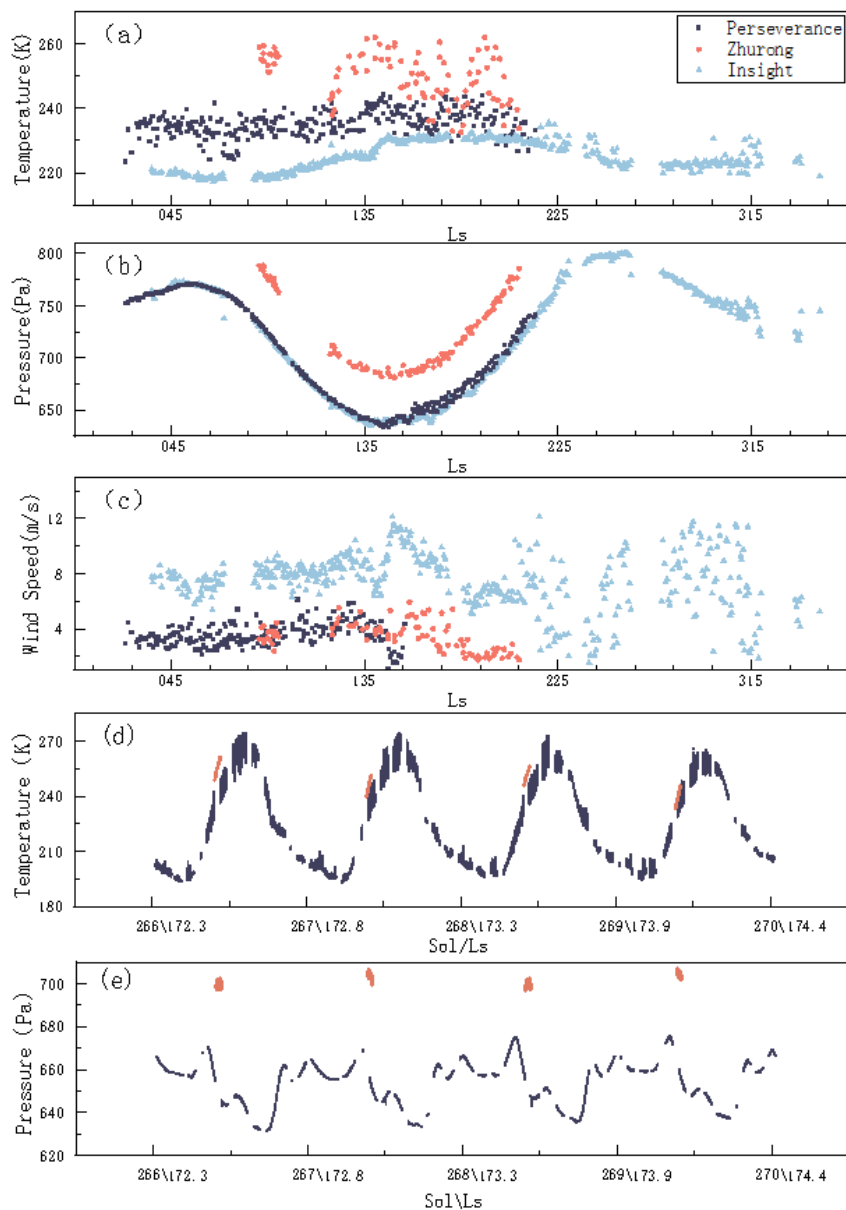 (a)
Perseverance
Zhurong
Insight
Temperature(K)
260
240
220
045 135 225 315
Ls
(b)
Pressure(Pa)
800
750
700
650
045 135 225 315
Ls
(c)
Wind Speed(m/s)
12
8
4
045 135 225 315
Ls
(d)
Temperature (K)
270
240
210
180
266\172.3 267\172.8 268\173.3 269\173.9 270\174.4
Sol/Ls
(e)
Pressure (Pa)
700
680
660
640
620
266\172.3 267\172.8 268\173.3 269\173.9 270\174.4
Sol\Ls